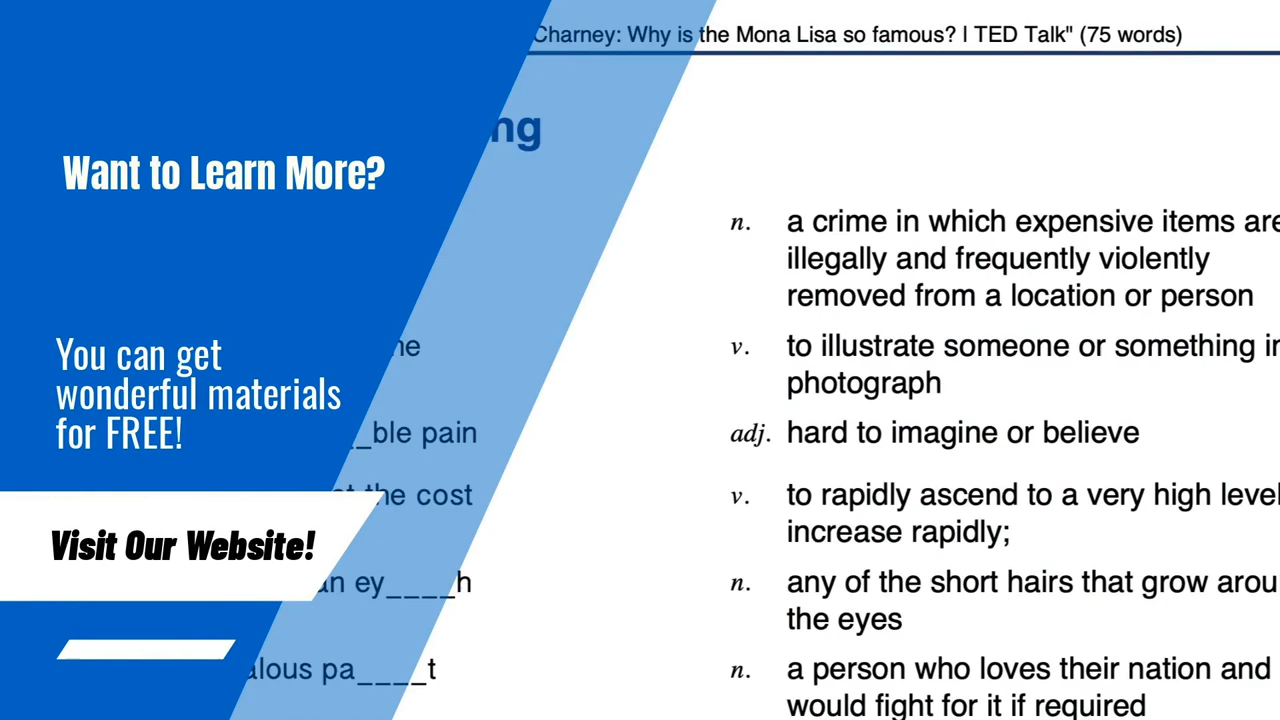 Charney: Why is the Mona Lisa so famous? | TED Talk" (75 words)
ng
Want to Learn More?
You can get
wonderful materials
for FREE!
Visit Our Website!
ne
_ble pain
the cost
an ey____h
alous pa____t
n. a crime in which expensive items are
illegally and frequently violently
removed from a location or person
v. to illustrate someone or something in
photograph
adj. hard to imagine or believe
v. to rapidly ascend to a very high level
increase rapidly;
n. any of the short hairs that grow arou
the eyes
n. a person who loves their nation and
would fight for it if required